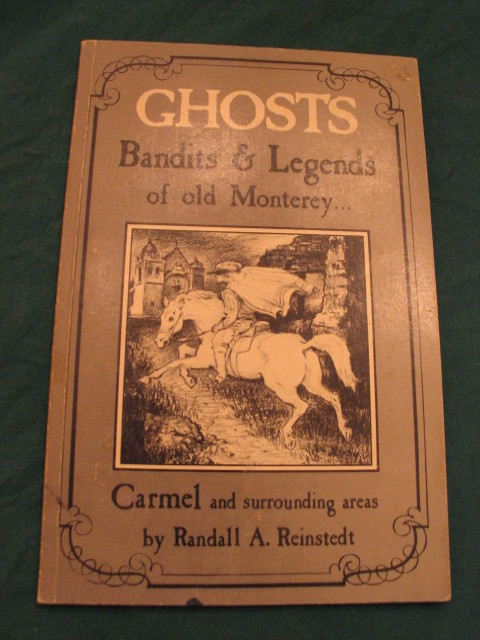 GHOSTS
Bandits & Legends
of old Monterey...
Carmel and surrounding areas
by Randall A. Reinstedt